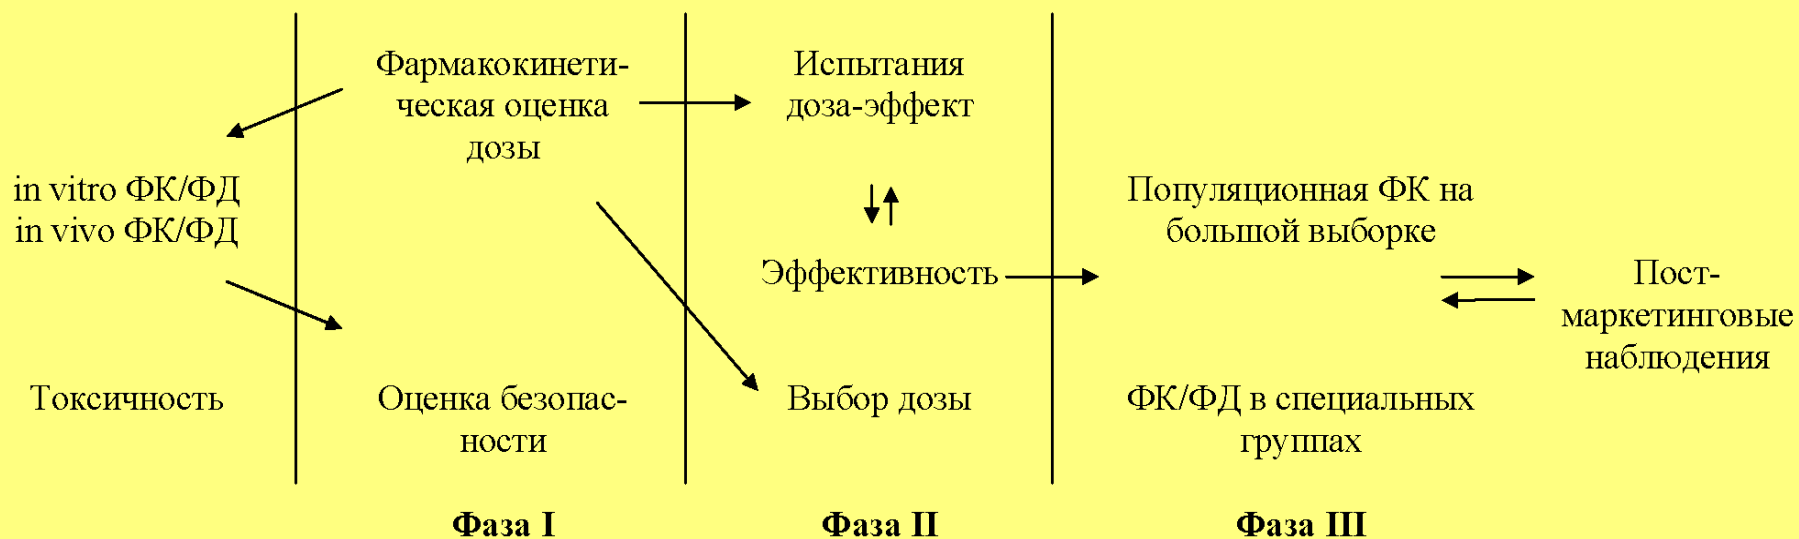 in vitro ФК/ФД
in vivo ФК/ФД
Токсичность
Фармакокинети-
ческая оценка
дозы
Оценка безопас-
ности
Фаза I
Испытания
доза-эффект
Эффективность
Выбор дозы
Фаза II
Популяционная ФК на
большой выборке
ФК/ФД в специальных
группах
Фаза III
Пост-
маркетинговые
наблюдения